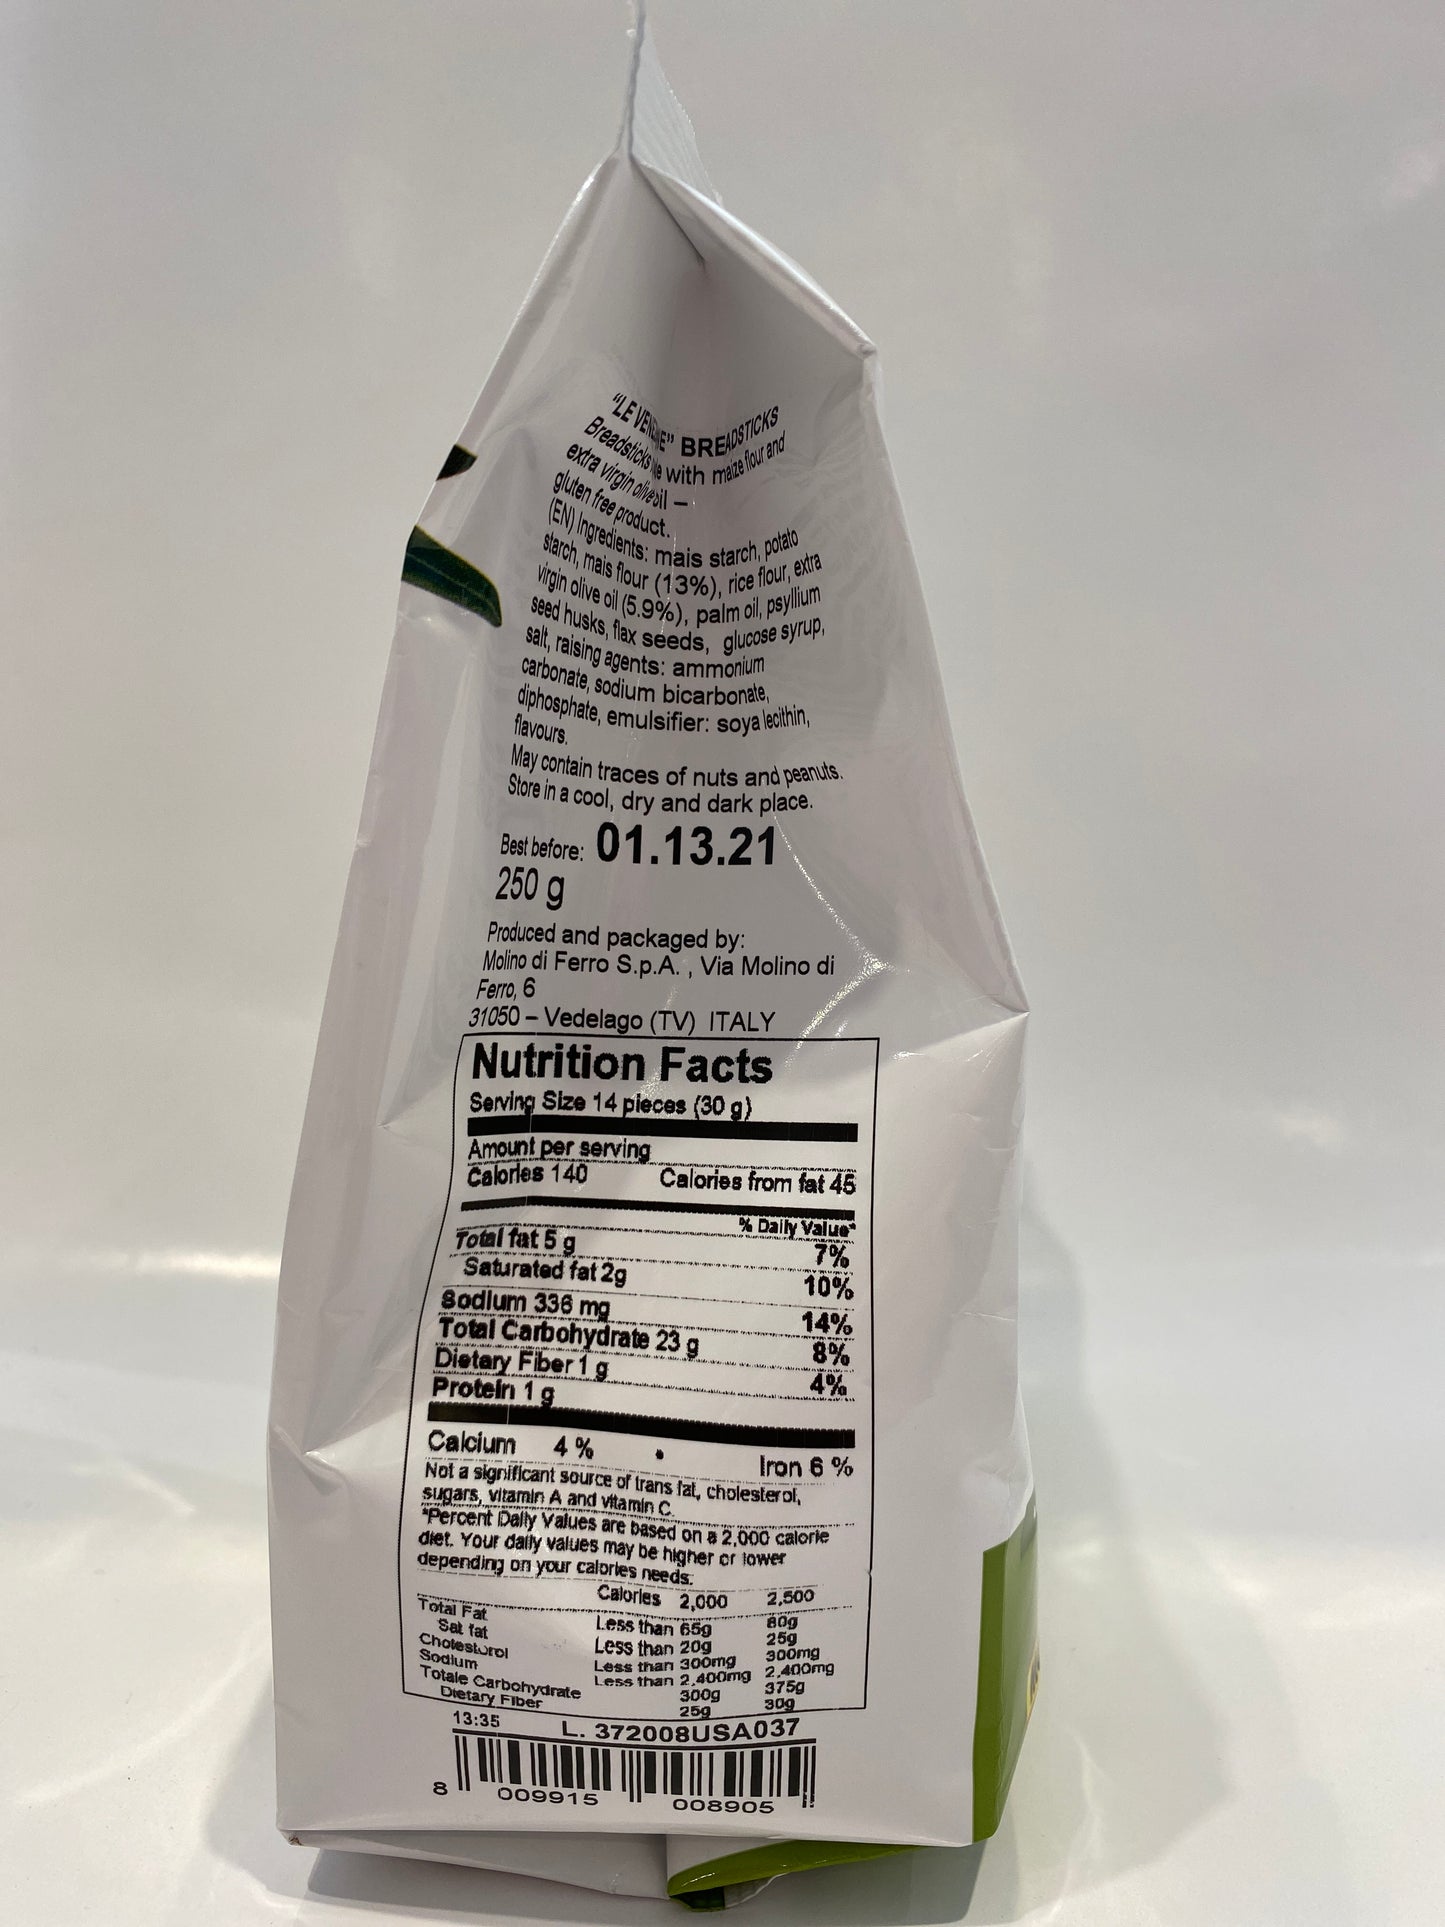 "LE VENE E" BREADSTICKS
Breadsticks with maize flour and
extra virgin olive oil –
gluten free product.
(EN) Ingredients: mais starch, potato
starch, mais flour (13%), rice flour, extra
virgin olive oil (5.9%), palm oil, psyllium
seed husks, flax seeds, glucose syrup,
salt, raising agents: ammonium
carbonate, sodium bicarbonate,
diphosphate, emulsifier: soya lecithin,
flavours.
May contain traces of nuts and peanuts.
Store in a cool, dry and dark place.
Best before: 01.13.21
250 g
Produced and packaged by:
Molino di Ferro S.p.A. , Via Molino di
Ferro, 6
31050 – Vedelago (TV) ITALY
Nutrition Facts
Serving Size 14 pieces (30 g)
Amount per serving
Calories 140 Calories from fat 45
% Daily Value*
Total fat 5 g 7%
Saturated fat 2g 10%
Sodium 336 mg 14%
Total Carbohydrate 23 g 8%
Dietary Fiber 1 g 4%
Protein 1 g
Calcium 4 % • Iron 6 %
Not a significant source of trans fat, cholesterol,
sugars, vitamin A and vitamin C.
*Percent Daily Values are based on a 2,000 calorie
diet. Your daily values may be higher or lower
depending on your calories needs.
Calories 2,000 2,500
Total Fat Less than 65g 80g
Sat fat Less than 20g 25g
Cholesterol Less than 300mg 300mg
Sodium Less than 2,400mg 2,400mg
Totale Carbohydrate 300g 375g
Dietary Fiber 25g 30g
13:35 L. 372008USA037
8 009915 008905